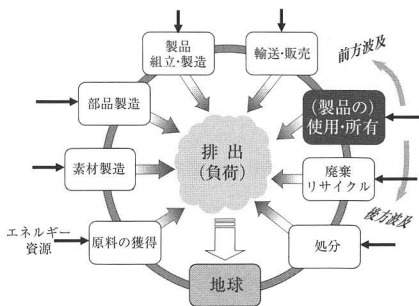 製品
組立・製造
輸送・販売
前方波及
部品製造
(製品の)
使用・所有
排出
(負荷)
素材製造
廃棄
リサイクル
後方波及
エネルギー
資源
原料の獲得
処分
地球